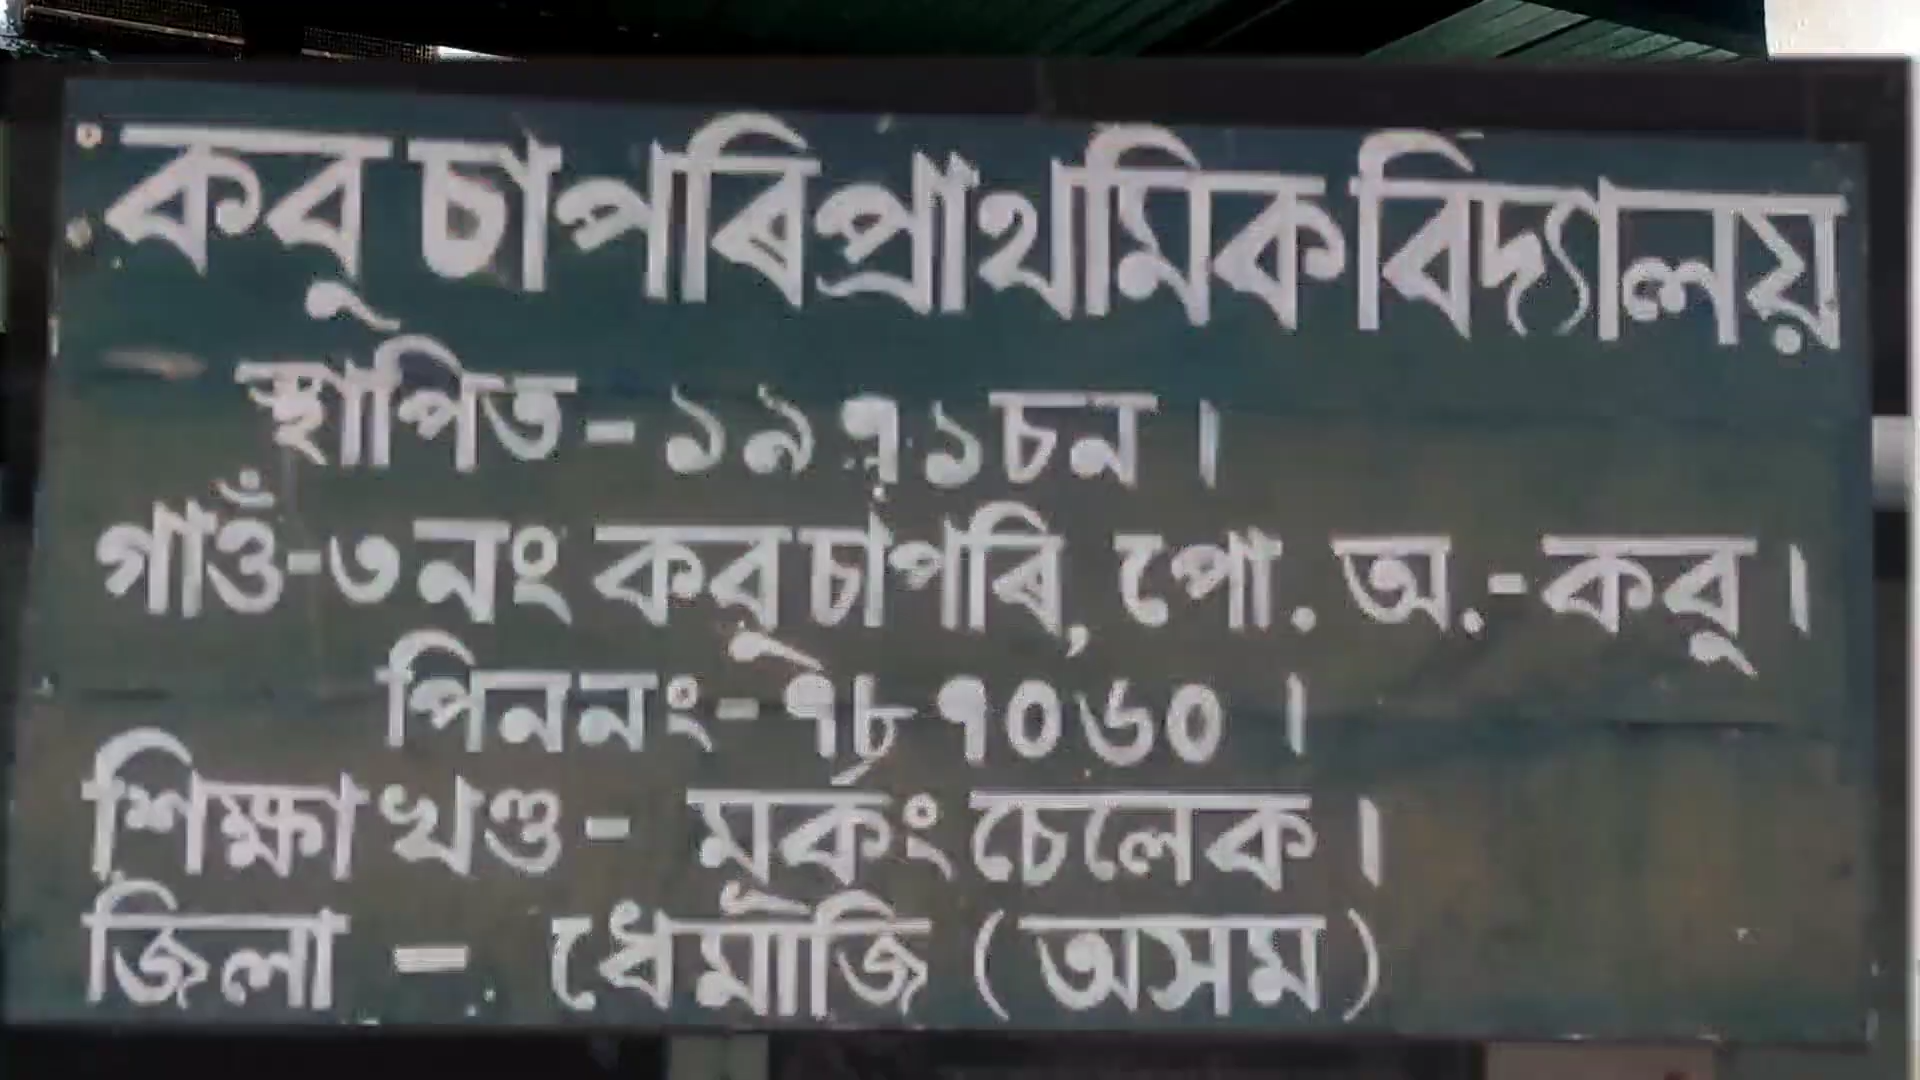 কবু চাপৰি প্ৰাথমিক বিদ্যালয়
স্থাপিত - ১৯৭১ চন ।
গাওঁ - ৩ নং কবু চাপৰি, পো. অ.- কবু ।
পিন নং - ৭৮৭০৬০ ।
শিক্ষা খণ্ড - মূৰ্কংচেলেক ।
জিলা - ধেমাজি ( অসম )